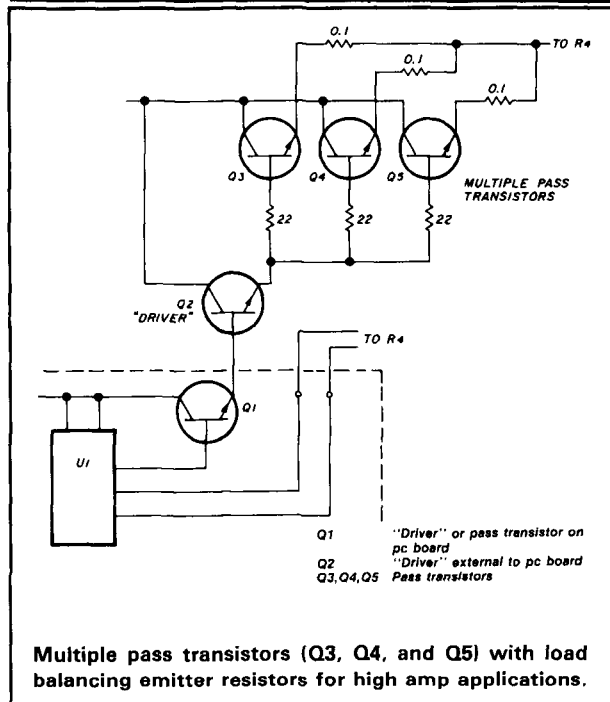 0.1
TO R4
0.1
0.1
Q3
Q4
Q5
MULTIPLE PASS
TRANSISTORS
22
22
22
Q2
"DRIVER"
TO R4
Q1
U1
Q1 "Driver" or pass transistor on
pc board
Q2 "Driver" external to pc board
Q3,Q4,Q5 Pass transistors
Multiple pass transistors (Q3, Q4, and Q5) with load
balancing emitter resistors for high amp applications.